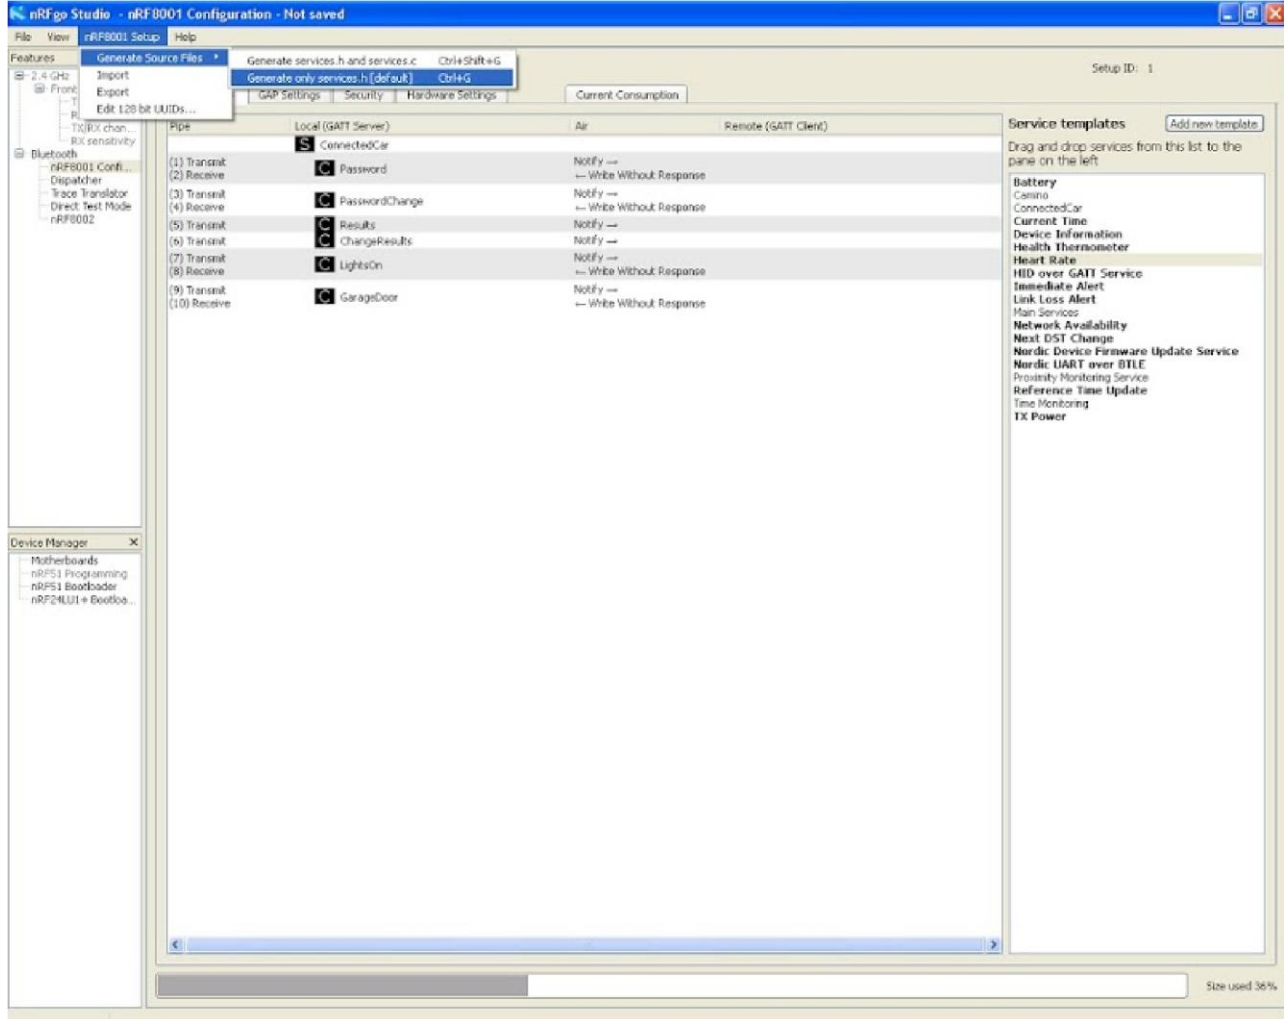 nRFgo Studio - nRF8001 Configuration - Not saved
File View nRF8001 Setup Help
Features
Generate Source Files
Import
Export
Edit 128 bit UUIDs...
Generate services.h and services.c Ctrl+Shift+G
Generate only services.h [default] Ctrl+G
Setup ID: 1
2.4 GHz
Front
TX/RX chan...
RX sensitivity
Bluetooth
nRF8001 Confi...
Dispatcher
Trace Translator
Direct Test Mode
nRF8002
GAP Settings Security Hardware Settings Current Consumption
Pipe Local (GATT Server) Air Remote (GATT Client)
S ConnectedCar
(1) Transmit C Password Notify →
(2) Receive ← Write Without Response
(3) Transmit C PasswordChange Notify →
(4) Receive ← Write Without Response
(5) Transmit C Results Notify →
(6) Transmit C ChangeResults Notify →
(7) Transmit C LightsOn Notify →
(8) Receive ← Write Without Response
(9) Transmit C GarageDoor Notify →
(10) Receive ← Write Without Response
Service templates Add new template
Drag and drop services from this list to the
pane on the left
Battery
Camino
ConnectedCar
Current Time
Device Information
Health Thermometer
Heart Rate
HID over GATT Service
Immediate Alert
Link Loss Alert
Main Services
Network Availability
Next DST Change
Nordic Device Firmware Update Service
Nordic UART over BTLE
Proximity Monitoring Service
Reference Time Update
Time Monitoring
TX Power
Device Manager X
Motherboards
nRF51 Programming
nRF51 Bootloader
nRF24LU1+ Bootloa...
Size used 36%